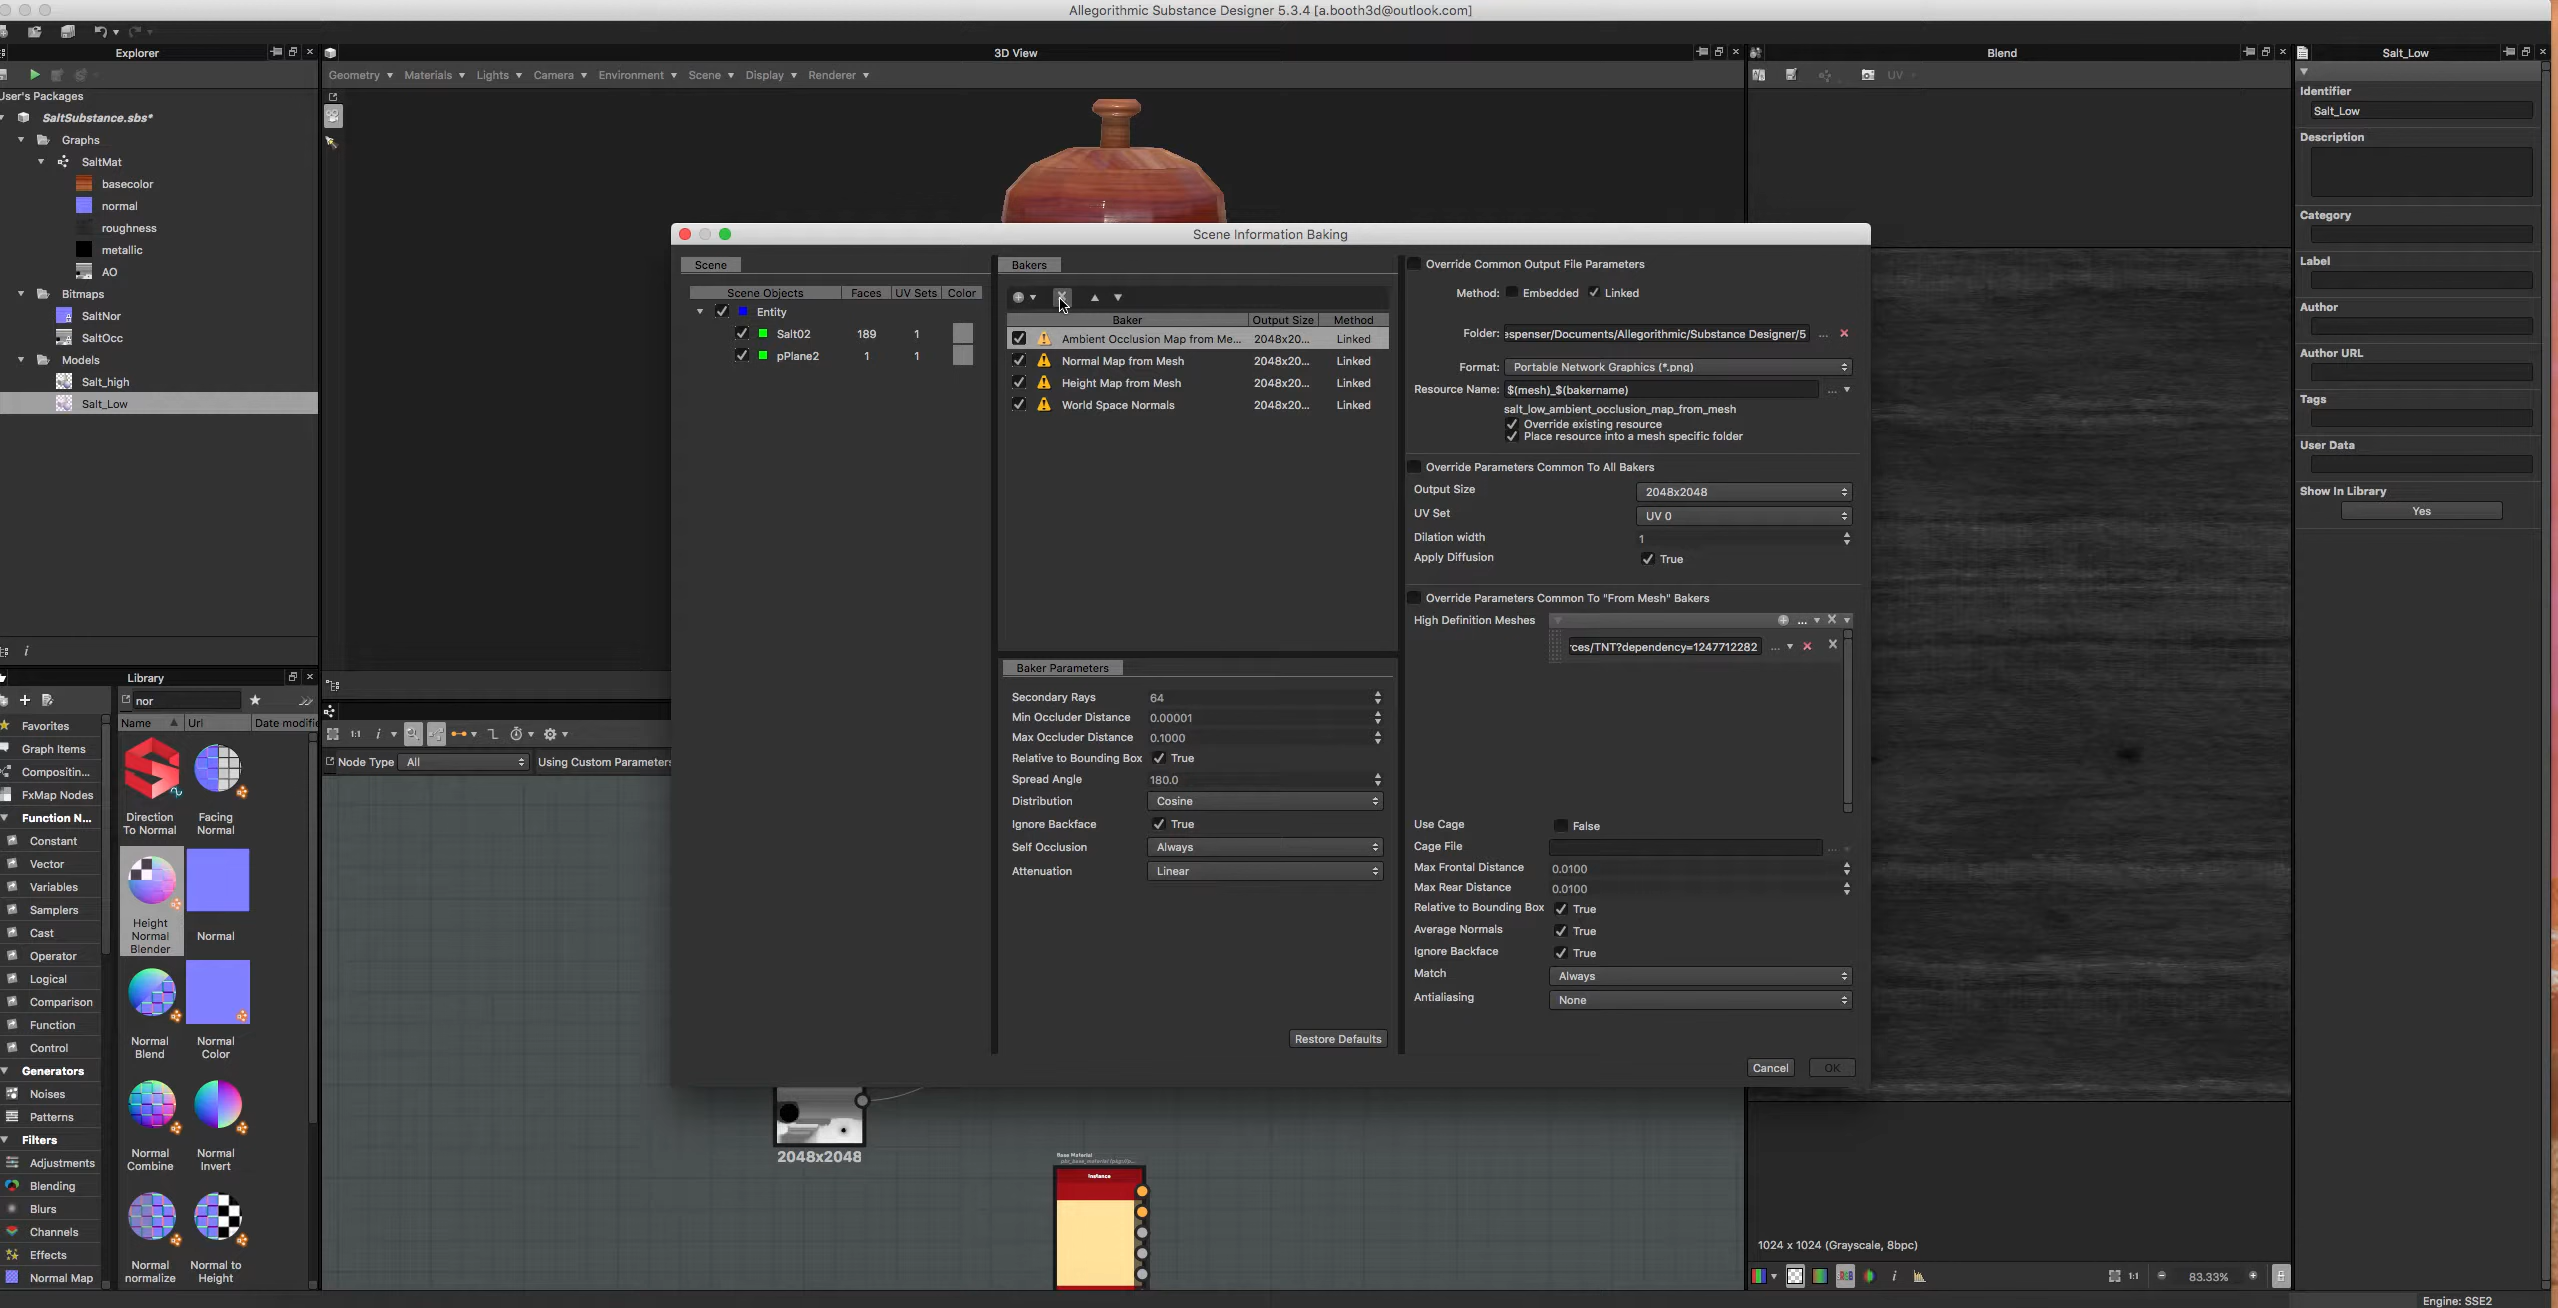 Allegorithmic Substance Designer 5.3.4 [a.booth3d@outlook.com]
Explorer
3D View
Blend
Salt_Low
Geometry Materials Lights Camera Environment Scene Display Renderer
UV
User's Packages
SaltSubstance.sbs*
Graphs
SaltMat
basecolor
normal
roughness
metallic
AO
Bitmaps
SaltNor
SaltOcc
Models
Salt_high
Salt_Low
Identifier
Salt_Low
Description
Category
Label
Author
Author URL
Tags
User Data
Show In Library
Yes
Scene Information Baking
Scene
Scene Objects Faces UV Sets Color
Entity
Salt02 189 1
pPlane2 1 1
Bakers
Baker Output Size Method
Ambient Occlusion Map from Me... 2048x20... Linked
Normal Map from Mesh 2048x20... Linked
Height Map from Mesh 2048x20... Linked
World Space Normals 2048x20... Linked
Baker Parameters
Secondary Rays 64
Min Occluder Distance 0.00001
Max Occluder Distance 0.1000
Relative to Bounding Box True
Spread Angle 180.0
Distribution Cosine
Ignore Backface True
Self Occlusion Always
Attenuation Linear
Restore Defaults
Override Common Output File Parameters
Method: Embedded Linked
Folder: espenser/Documents/Allegorithmic/Substance Designer/5 ...
Format: Portable Network Graphics (*.png)
Resource Name: $(mesh)_$(bakername) ...
salt_low_ambient_occlusion_map_from_mesh
Override existing resource
Place resource into a mesh specific folder
Override Parameters Common To All Bakers
Output Size 2048x2048
UV Set UV 0
Dilation width 1
Apply Diffusion True
Override Parameters Common To "From Mesh" Bakers
High Definition Meshes ...
rces/TNT?dependency=1247712282 ...
Use Cage False
Cage File ...
Max Frontal Distance 0.0100
Max Rear Distance 0.0100
Relative to Bounding Box True
Average Normals True
Ignore Backface True
Match Always
Antialiasing None
Cancel OK
Library
nor
Name Url Date modifie
Favorites
Graph Items
Compositin...
FxMap Nodes
Function N...
Constant
Vector
Variables
Samplers
Cast
Operator
Logical
Comparison
Function
Control
Generators
Noises
Patterns
Filters
Adjustments
Blending
Blurs
Channels
Effects
Normal Map
Direction To Normal
Facing Normal
Height Normal Blender
Normal
Normal Blend
Normal Color
Normal Combine
Normal Invert
Normal normalize
Normal to Height
1:1
Node Type All Using Custom Parameters
2048x2048
Base Material
Instance
1024 x 1024 (Grayscale, 8bpc)
1:1 83.33%
Engine: SSE2